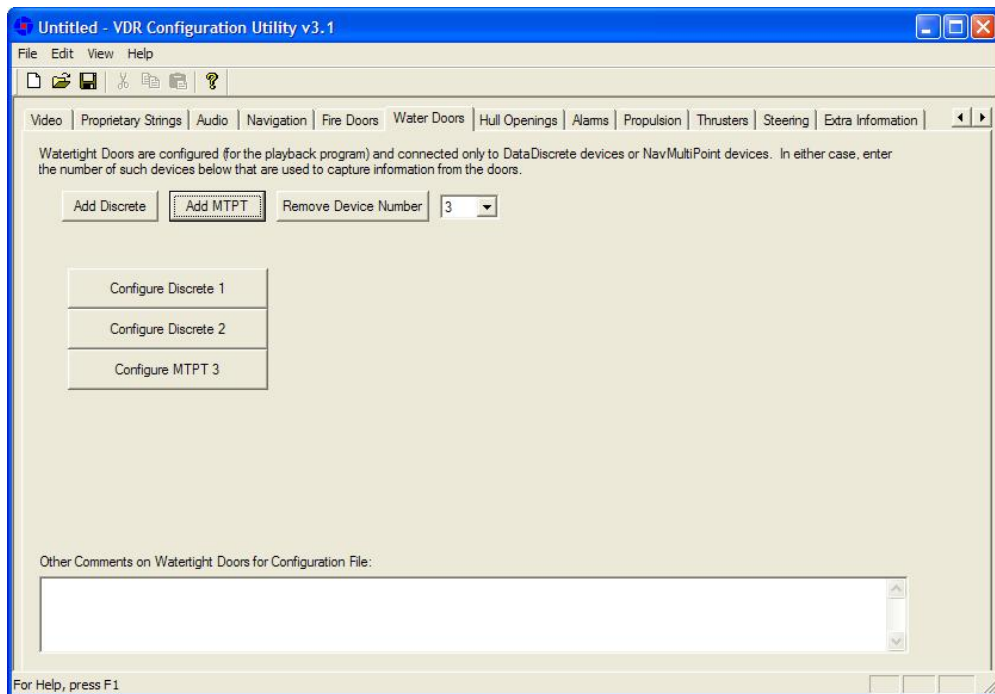 Untitled - VDR Configuration Utility v3.1
File Edit View Help
Video Proprietary Strings Audio Navigation Fire Doors Water Doors Hull Openings Alarms Propulsion Thrusters Steering Extra Information
Watertight Doors are configured (for the playback program) and connected only to DataDiscrete devices or NavMultiPoint devices. In either case, enter
the number of such devices below that are used to capture information from the doors.
Add Discrete Add MTPT Remove Device Number 3
Configure Discrete 1
Configure Discrete 2
Configure MTPT 3
Other Comments on Watertight Doors for Configuration File:
For Help, press F1